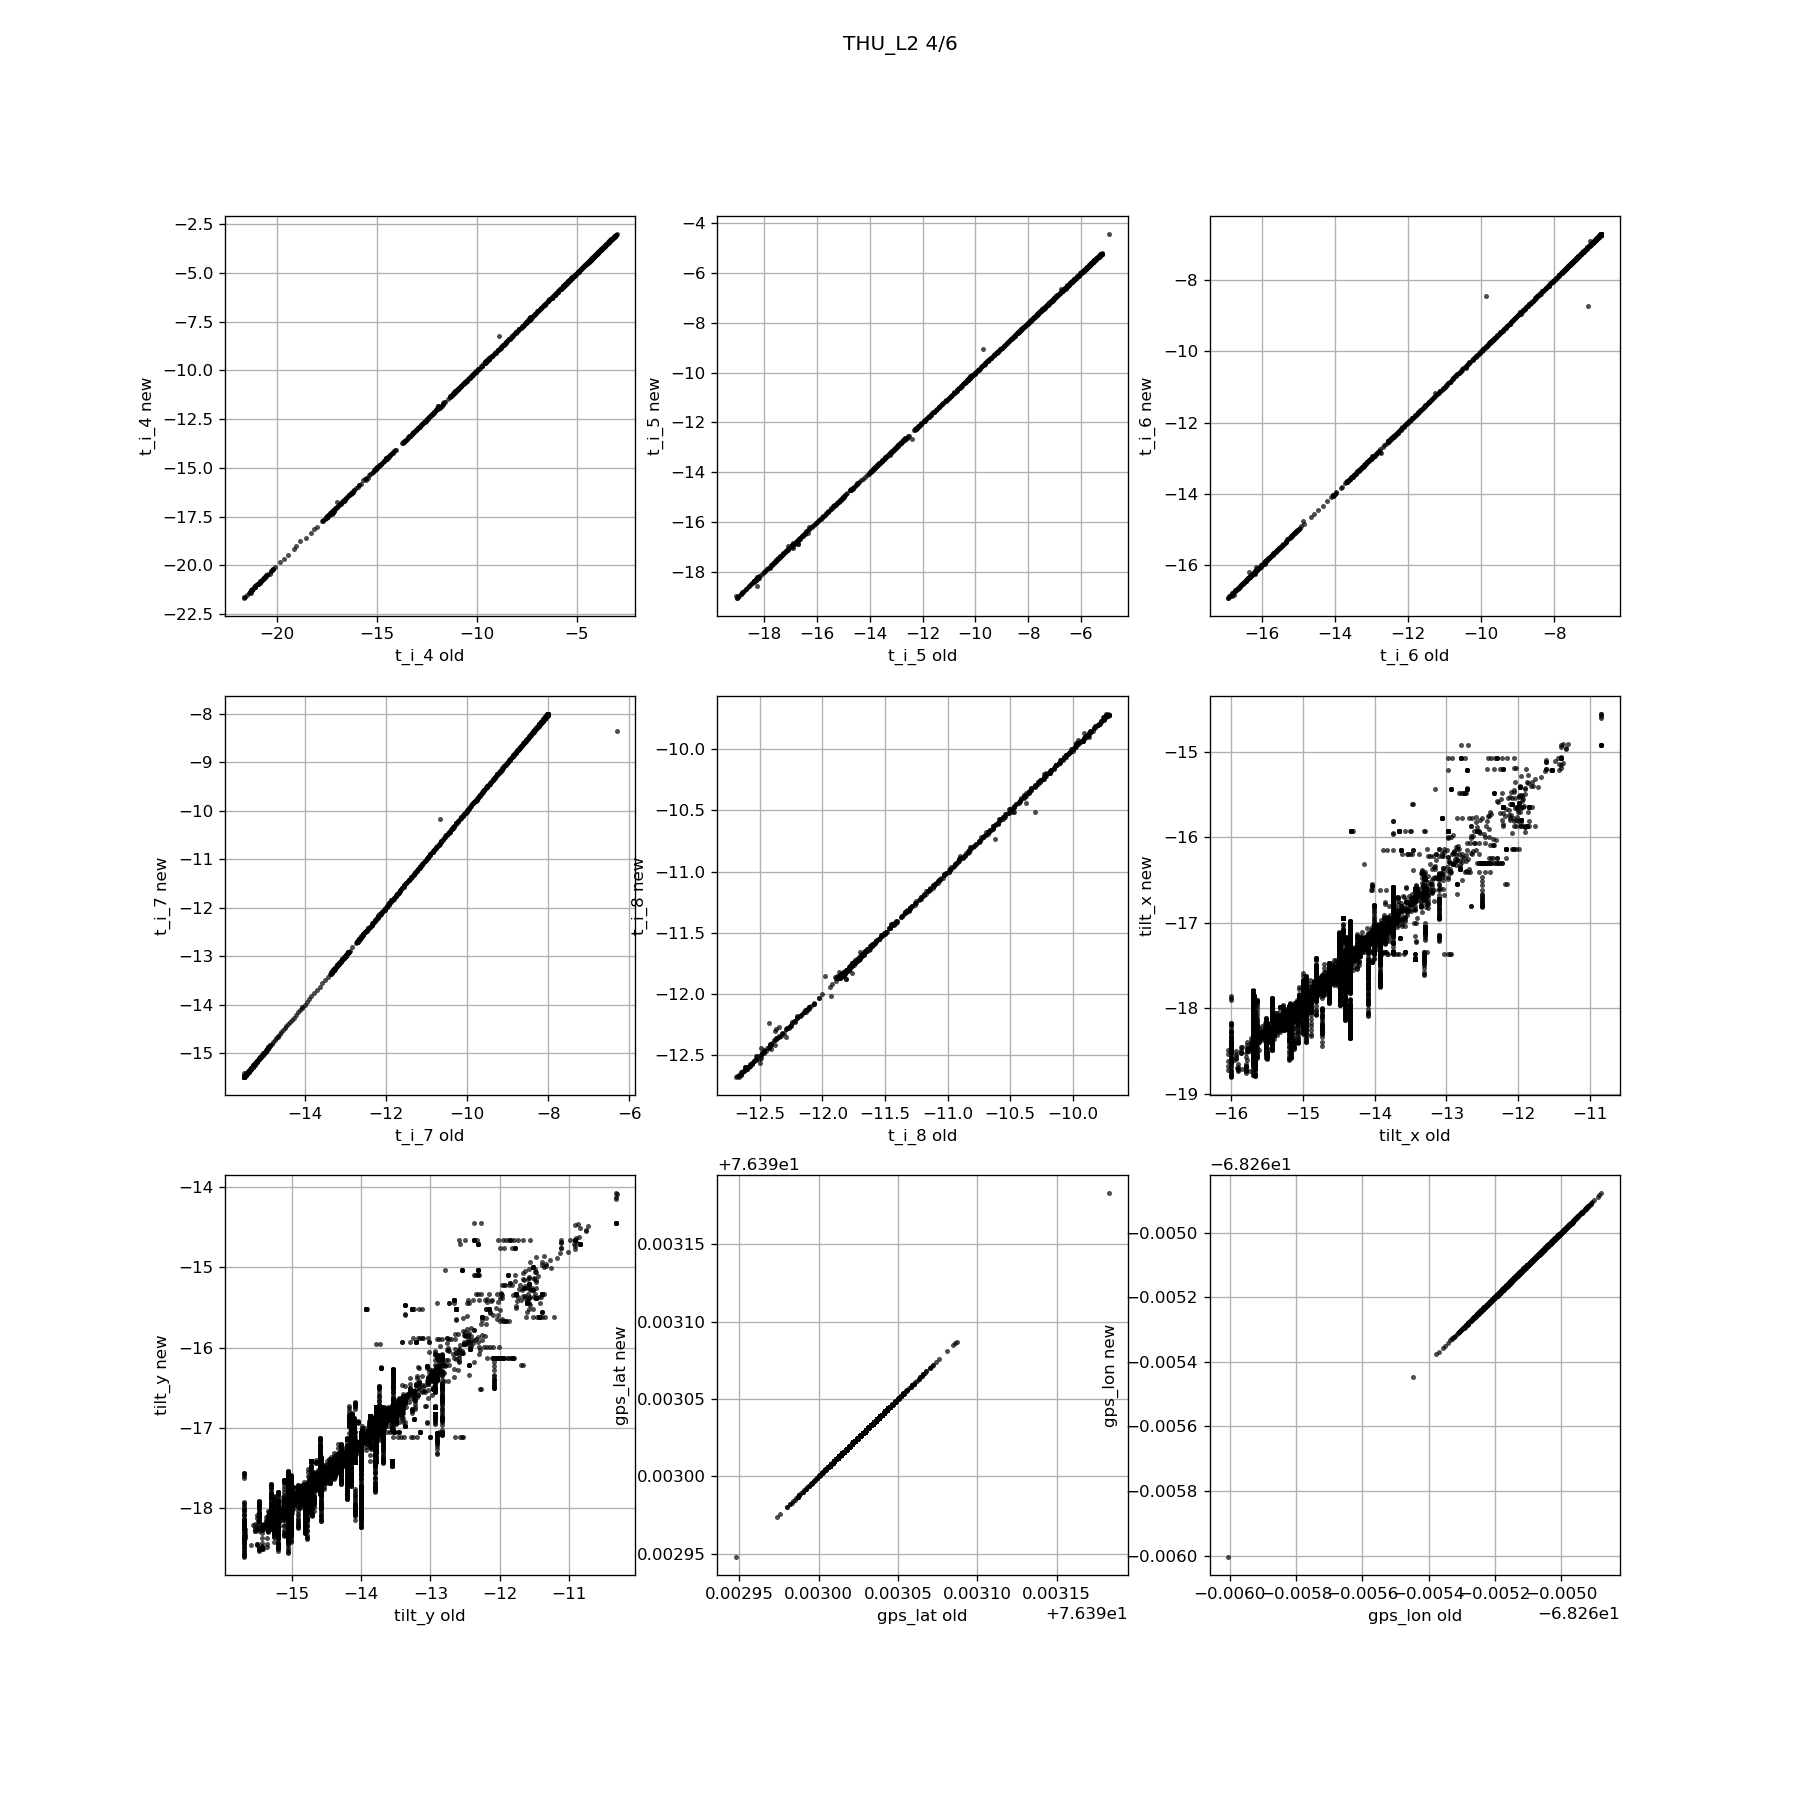 THU_L2 4/6
−2.5
−5.0
−7.5
−10.0
−12.5
−15.0
−17.5
−20.0
−22.5
t_i_4 new
−20 −15 −10 −5
t_i_4 old
−4
−6
−8
−10
−12
−14
−16
−18
t_i_5 new
−18 −16 −14 −12 −10 −8 −6
t_i_5 old
−8
−10
−12
−14
−16
t_i_6 new
−16 −14 −12 −10 −8
t_i_6 old
−8
−9
−10
−11
−12
−13
−14
−15
t_i_7 new
−14 −12 −10 −8 −6
t_i_7 old
−10.0
−10.5
−11.0
−11.5
−12.0
−12.5
t_i_8 new
−12.5 −12.0 −11.5 −11.0 −10.5 −10.0
t_i_8 old
−15
−16
−17
−18
−19
tilt_x new
−16 −15 −14 −13 −12 −11
tilt_x old
−14
−15
−16
−17
−18
tilt_y new
−15 −14 −13 −12 −11
tilt_y old
+7.639e1
0.00315
0.00310
0.00305
0.00300
0.00295
gps_lat new
0.00295 0.00300 0.00305 0.00310 0.00315
gps_lat old
+7.639e1
−6.826e1
−0.0050
−0.0052
−0.0054
−0.0056
−0.0058
−0.0060
gps_lon new
−0.0060 −0.0058 −0.0056 −0.0054 −0.0052 −0.0050
gps_lon old
−6.826e1